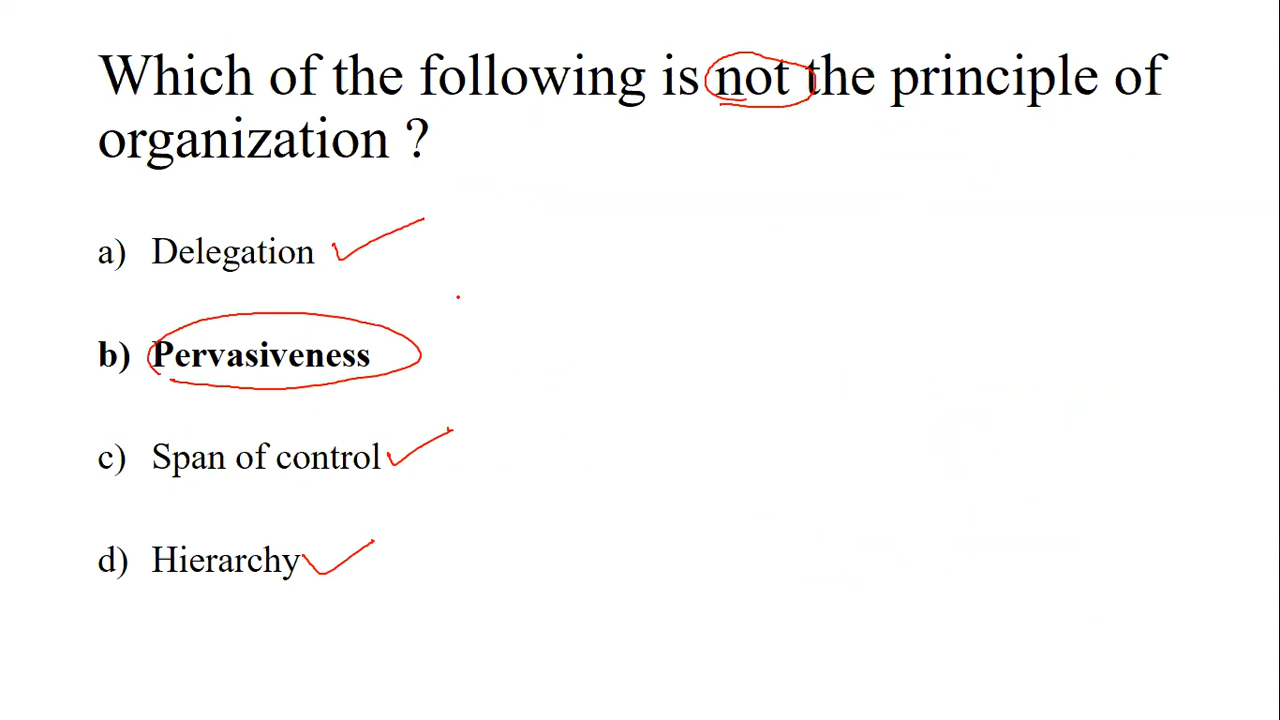 Which of the following is not the principle of
organization ?
a) Delegation
b) Pervasiveness
c) Span of control
d) Hierarchy